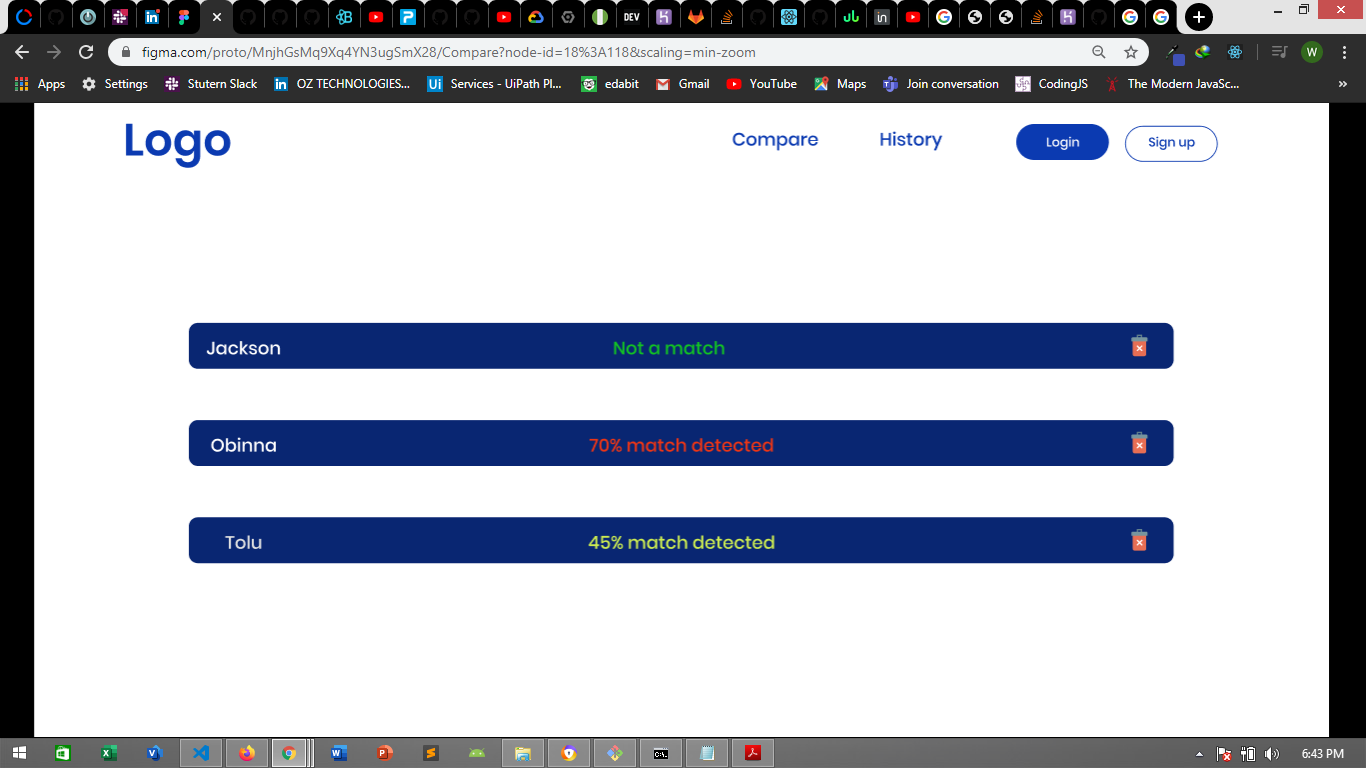 DEV
figma.com/proto/MnjhGsMq9Xq4YN3ugSmX28/Compare?node-id=18%3A118&scaling=min-zoom
W
Apps Settings Stutern Slack OZ TECHNOLOGIES... Services - UiPath Pl... edabit Gmail YouTube Maps Join conversation CodingJS The Modern JavaSc... »
Logo Compare History Login Sign up
Jackson Not a match
Obinna 70% match detected
Tolu 45% match detected
6:43 PM